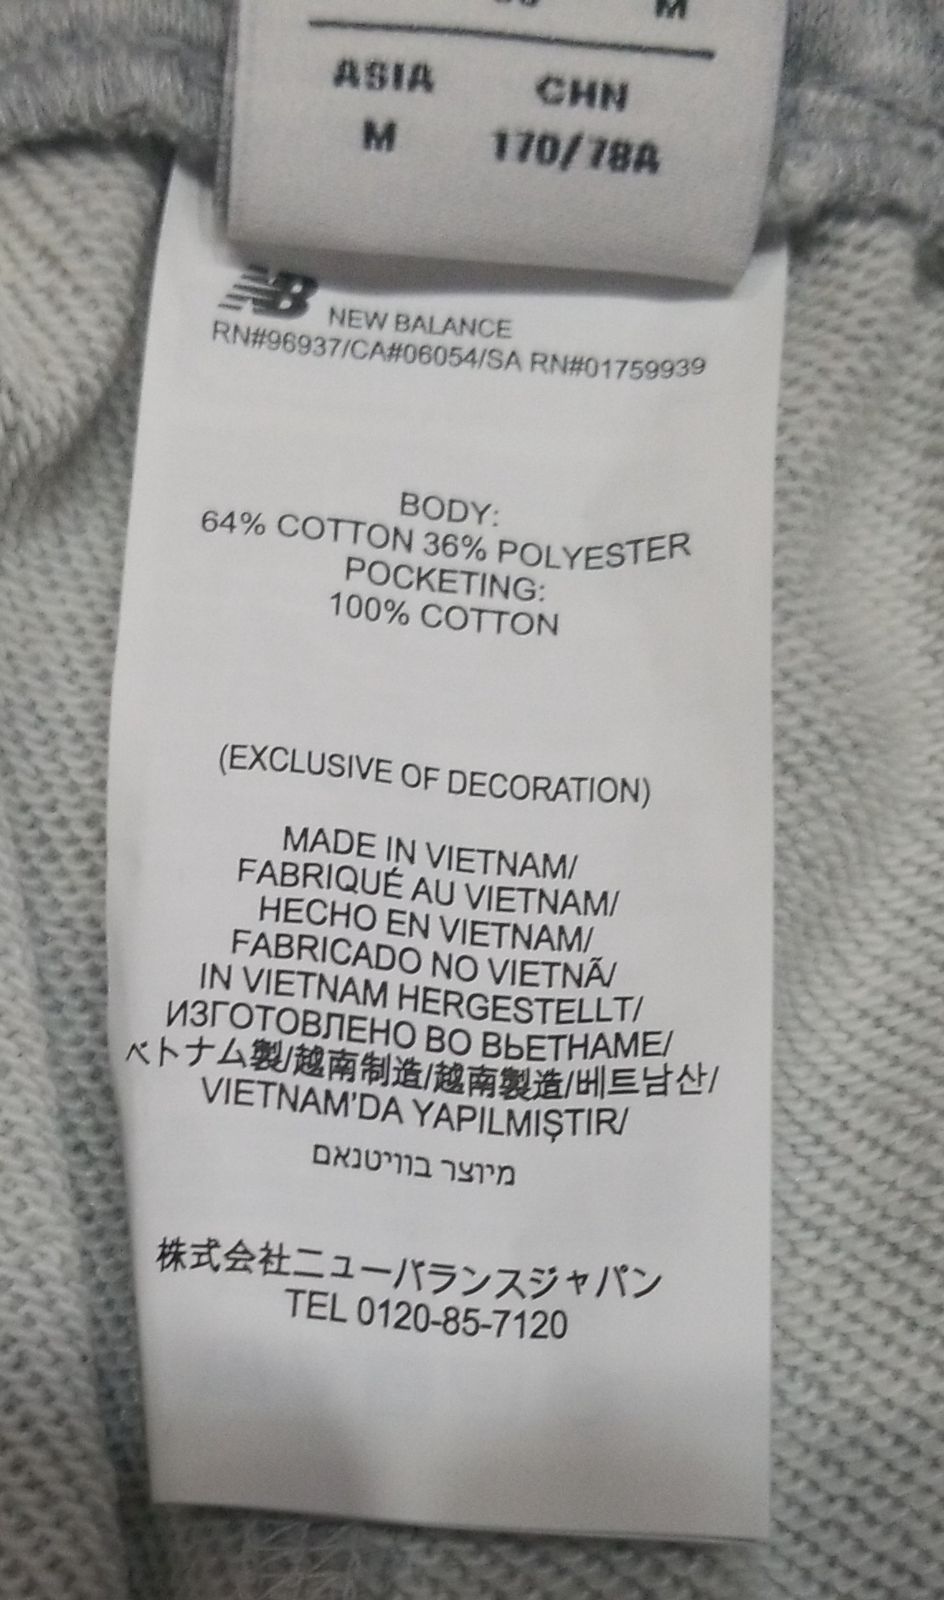 M
ASIA CHN
M 170/78A
NB NEW BALANCE
RN#96937/CA#06054/SA RN#01759939
BODY:
64% COTTON 36% POLYESTER
POCKETING:
100% COTTON
(EXCLUSIVE OF DECORATION)
MADE IN VIETNAM/
FABRIQUÉ AU VIETNAM/
HECHO EN VIETNAM/
FABRICADO NO VIETNÃ/
IN VIETNAM HERGESTELLT/
ИЗГОТОВЛЕНО ВО ВЬЕТНАМЕ/
ベトナム製/越南制造/越南製造/베트남산/
VIETNAM'DA YAPILMIŞTIR/
מיוצר בוויטנאם
株式会社ニューバランスジャパン
TEL 0120-85-7120